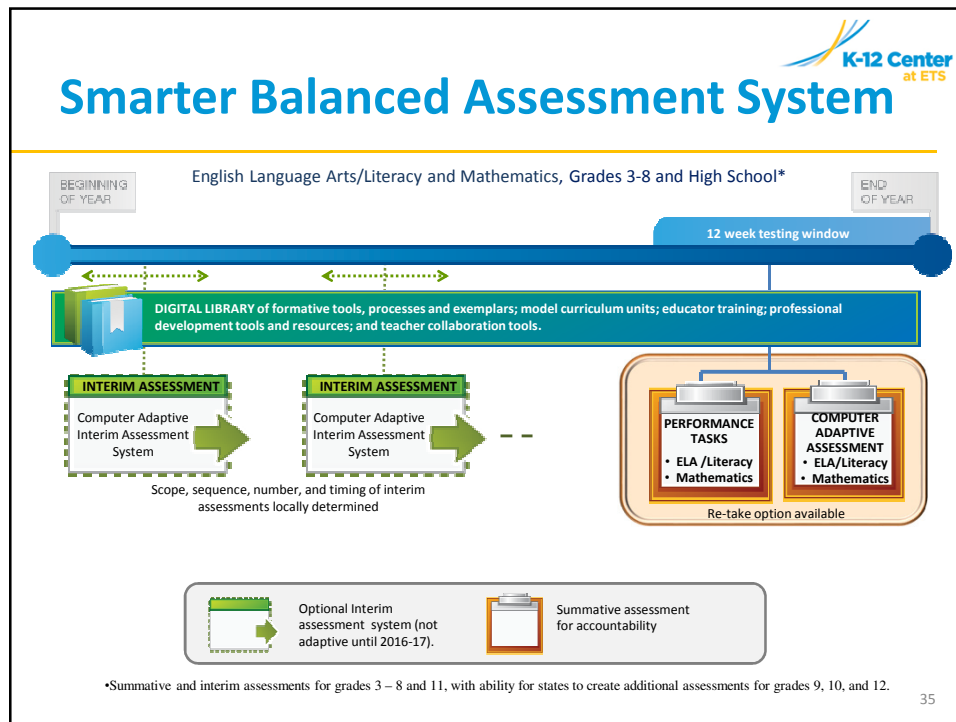 K-12 Center
at ETS
Smarter Balanced Assessment System
English Language Arts/Literacy and Mathematics, Grades 3-8 and High School*
BEGINNING
OF YEAR
END
OF YEAR
12 week testing window
DIGITAL LIBRARY of formative tools, processes and exemplars; model curriculum units; educator training; professional
development tools and resources; and teacher collaboration tools.
INTERIM ASSESSMENT
Computer Adaptive
Interim Assessment
System
INTERIM ASSESSMENT
Computer Adaptive
Interim Assessment
System
Scope, sequence, number, and timing of interim
assessments locally determined
PERFORMANCE
TASKS
• ELA /Literacy
• Mathematics
COMPUTER
ADAPTIVE
ASSESSMENT
• ELA/Literacy
• Mathematics
Re-take option available
Optional Interim
assessment system (not
adaptive until 2016-17).
Summative assessment
for accountability
•Summative and interim assessments for grades 3 – 8 and 11, with ability for states to create additional assessments for grades 9, 10, and 12.
35